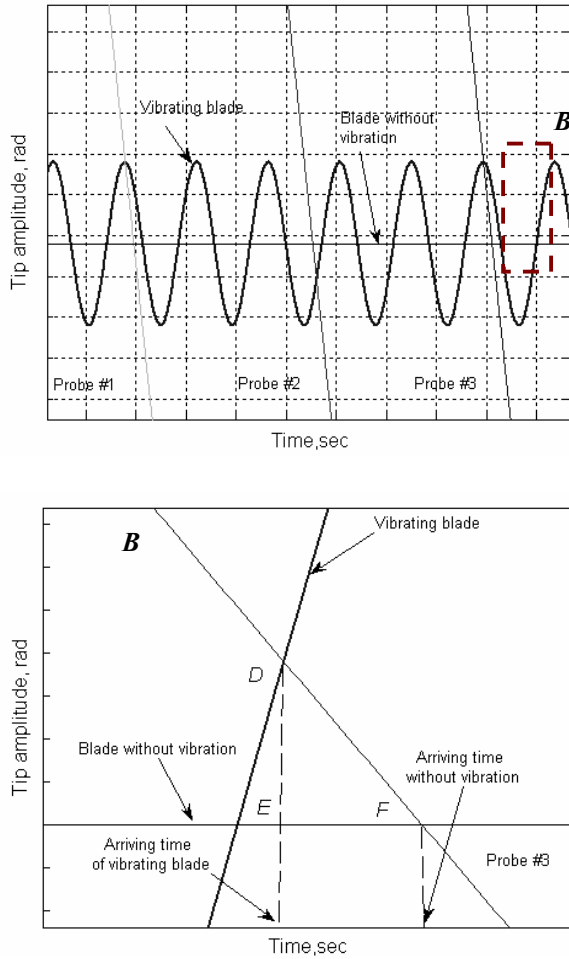 Vibrating blade
Blade without
vibration
B
Tip amplitude, rad
Probe #1
Probe #2
Probe #3
Time,sec
B
Vibrating blade
Tip amplitude, rad
D
Blade without vibration
Arriving time
without vibration
E
F
Arriving time
of vibrating blade
Probe #3
Time,sec